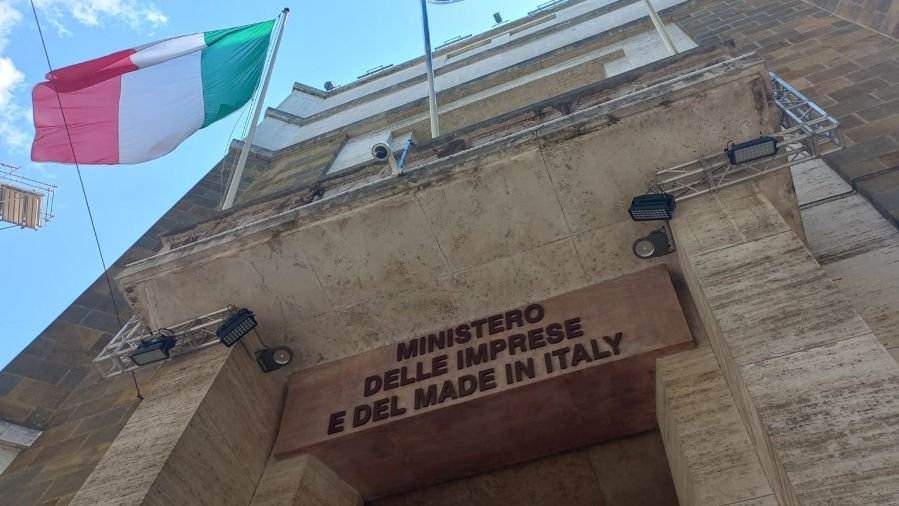 MINISTERO
DELLE IMPRESE
E DEL MADE IN ITALY